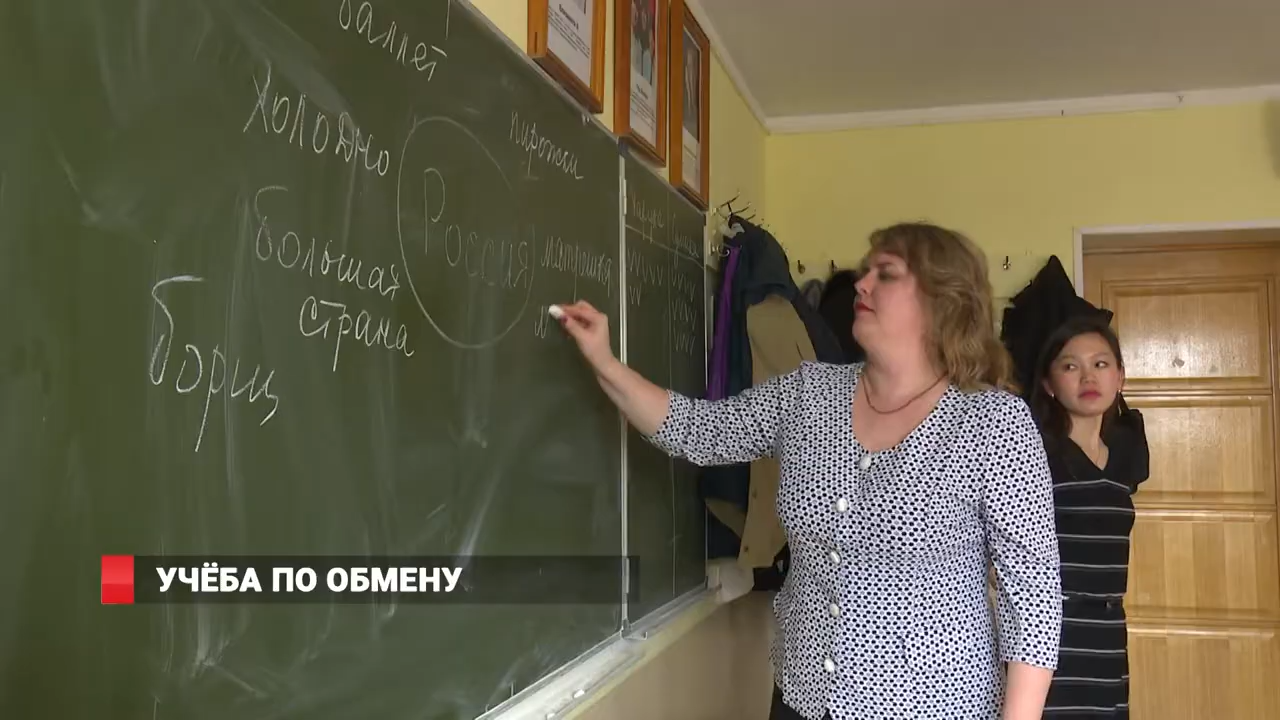 балет
холодно
пирожки
Россия
большая
страна
матрёшка
м
борщ
УЧЁБА ПО ОБМЕНУ